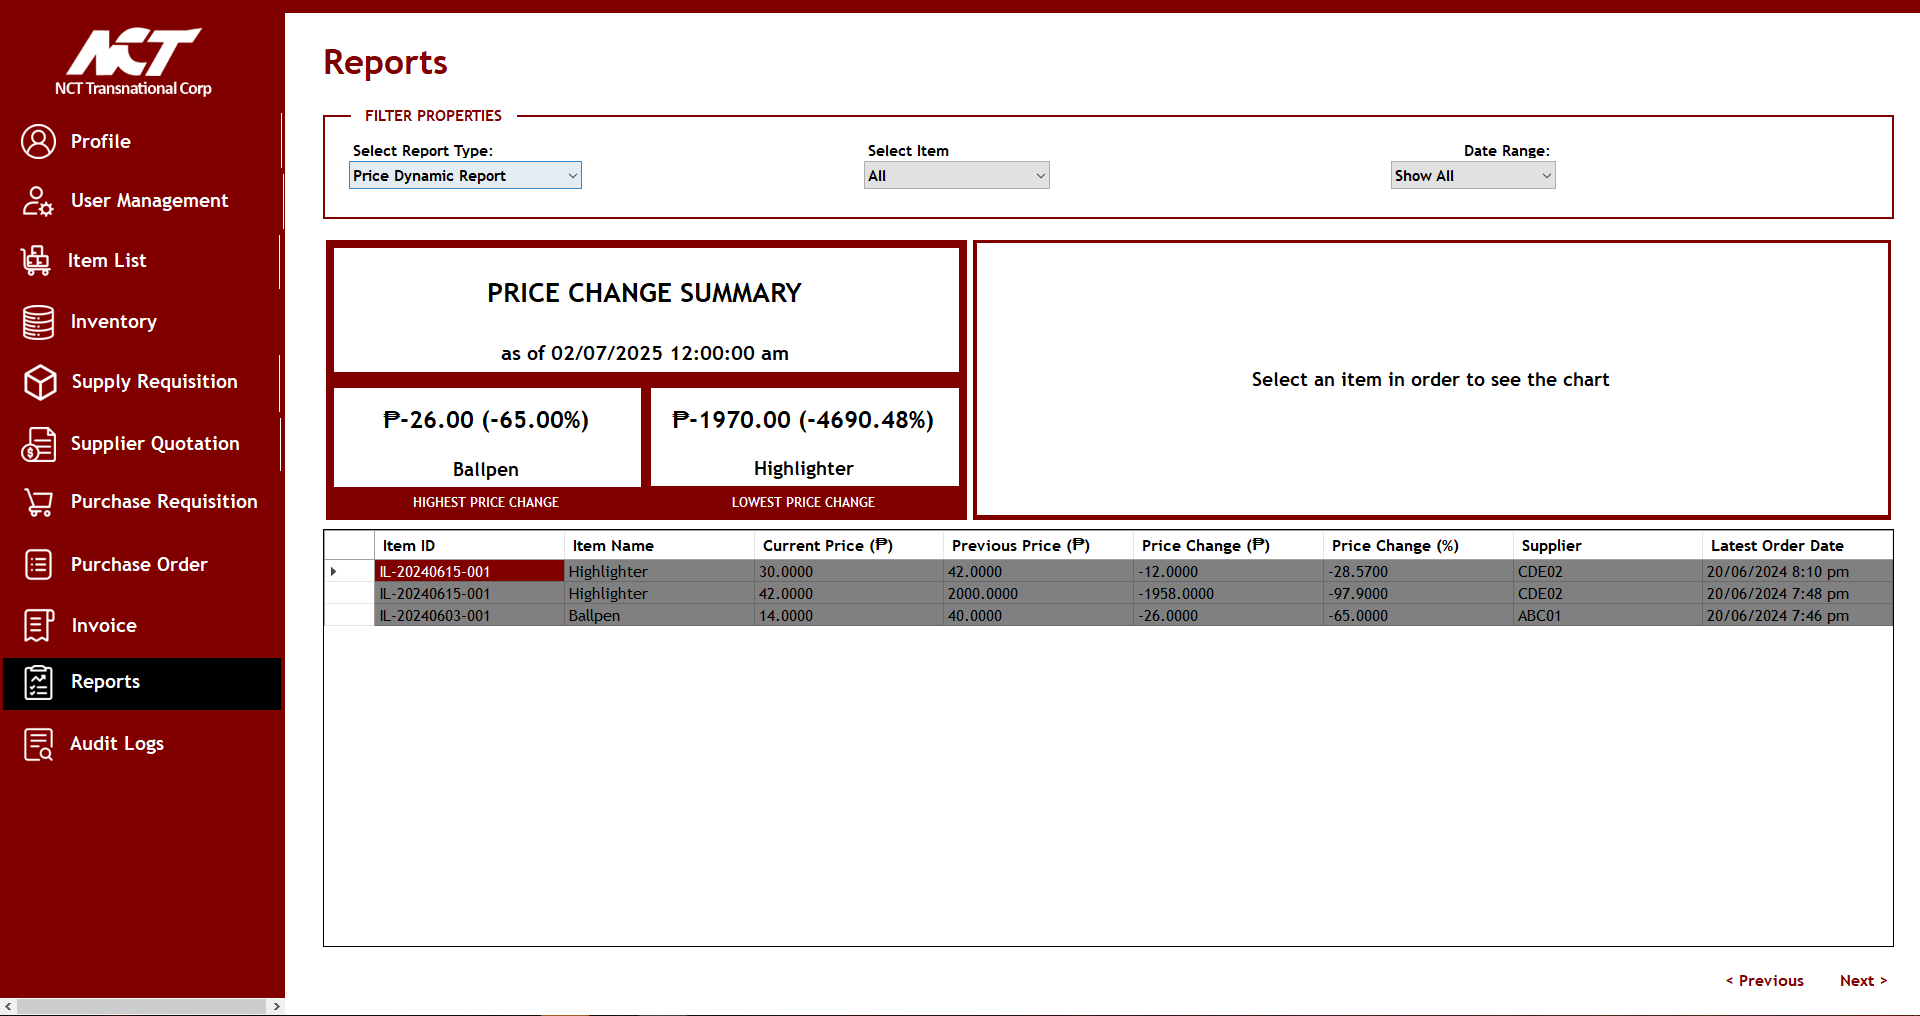 NCT
NCT Transnational Corp
Profile
User Management
Item List
Inventory
Supply Requisition
Supplier Quotation
Purchase Requisition
Purchase Order
Invoice
Reports
Audit Logs
Reports
FILTER PROPERTIES
Select Report Type: Select Item Date Range:
Price Dynamic Report All Show All
PRICE CHANGE SUMMARY
as of 02/07/2025 12:00:00 am
₱-26.00 (-65.00%)
Ballpen
HIGHEST PRICE CHANGE
₱-1970.00 (-4690.48%)
Highlighter
LOWEST PRICE CHANGE
Select an item in order to see the chart
Item ID Item Name Current Price (₱) Previous Price (₱) Price Change (₱) Price Change (%) Supplier Latest Order Date
IL-20240615-001 Highlighter 30.0000 42.0000 -12.0000 -28.5700 CDE02 20/06/2024 8:10 pm
IL-20240615-001 Highlighter 42.0000 2000.0000 -1958.0000 -97.9000 CDE02 20/06/2024 7:48 pm
IL-20240603-001 Ballpen 14.0000 40.0000 -26.0000 -65.0000 ABC01 20/06/2024 7:46 pm
< Previous Next >